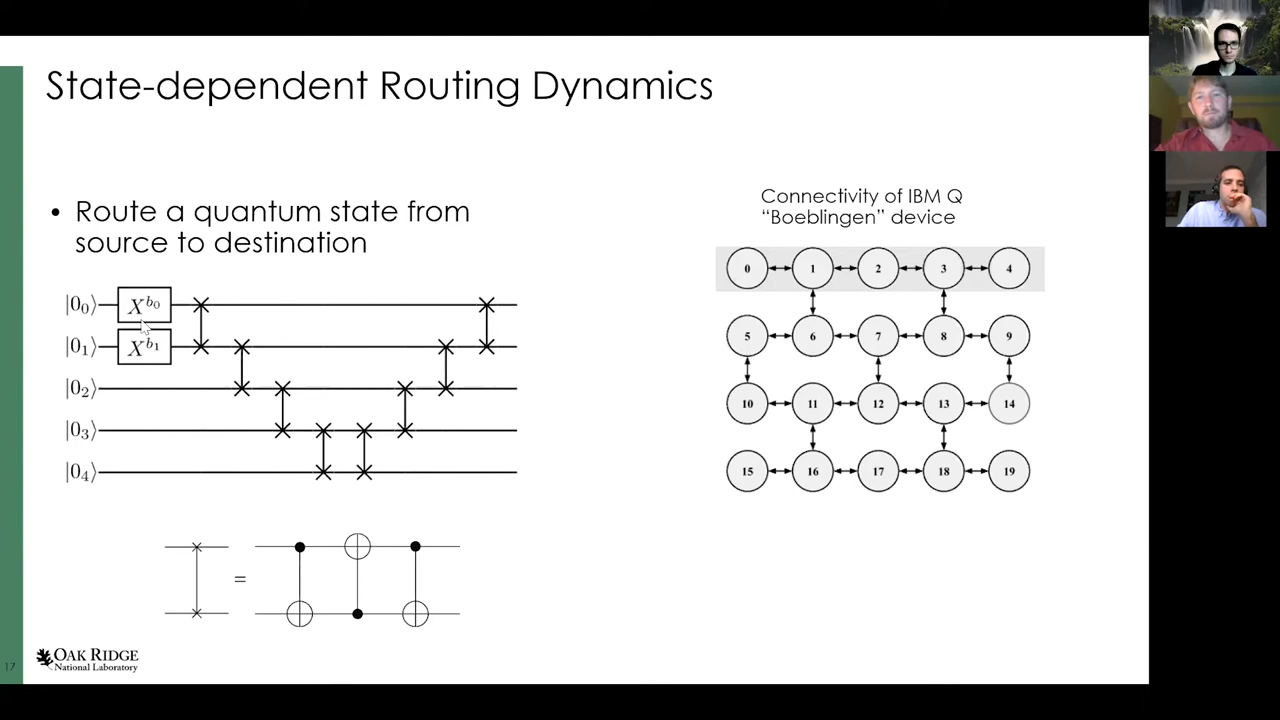 State-dependent Routing Dynamics
• Route a quantum state from
source to destination
|0₀⟩ X^{b₀}
|0₁⟩ X^{b₁}
|0₂⟩
|0₃⟩
|0₄⟩
=
Connectivity of IBM Q
“Boeblingen” device
0 1 2 3 4
5 6 7 8 9
10 11 12 13 14
15 16 17 18 19
17
OAK RIDGE
National Laboratory